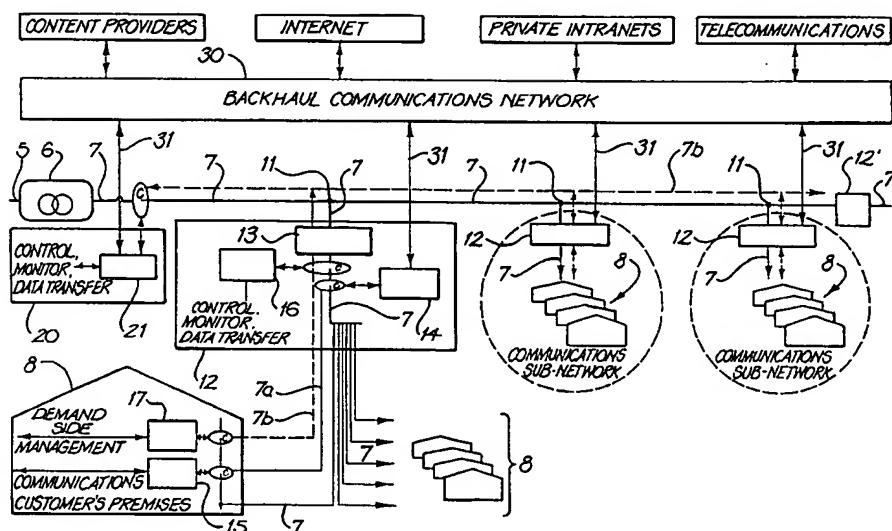 CONTENT PROVIDERS
INTERNET
PRIVATE INTRANETS
TELECOMMUNICATIONS
30
BACKHAUL COMMUNICATIONS NETWORK
31
31
31
31
5
6
7
C
7
11
7
7
11
7b
11
12'
7
13
12
12
CONTROL,
MONITOR,
DATA TRANSFER
20
21
16
C
C
14
CONTROL,
MONITOR,
DATA TRANSFER
7
12
7
8
COMMUNICATIONS
SUB-NETWORK
7
8
COMMUNICATIONS
SUB-NETWORK
8
17
7a
7b
DEMAND
SIDE
MANAGEMENT
C
COMMUNICATIONS
C
CUSTOMER'S PREMISES
15
7
7
8